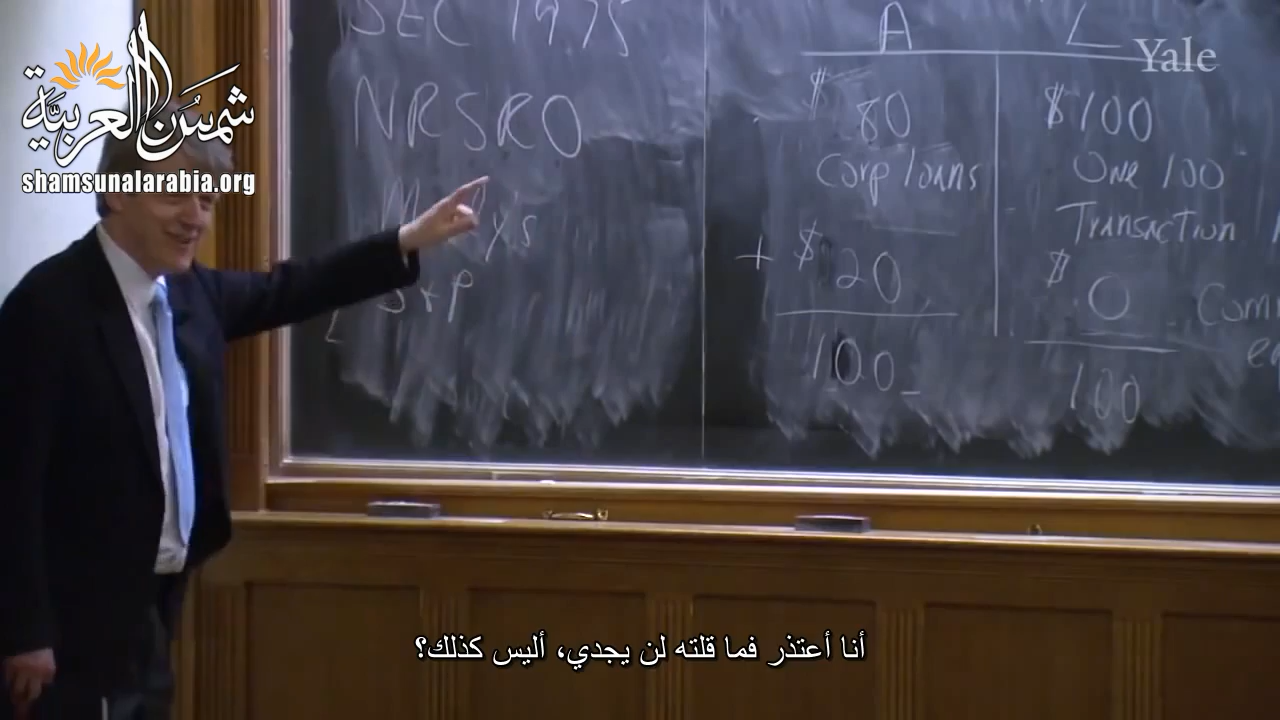 شمسُ العربيّة
shamsunalarabia.org
Yale
SEC 1975
NRSRO
S+P
A L
$ 80 $100
Corp loans One 100
Transaction
+ $ 20 $ 0
100 100
أنا أعتذر فما قلته لن يجدي، أليس كذلك؟